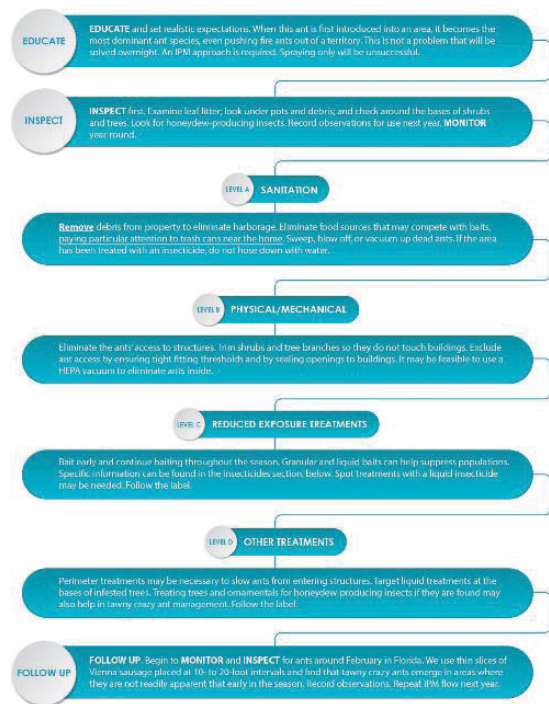 EDUCATE
EDUCATE and set realistic expectations. When this ant is first introduced into an area, it becomes the
most dominant ant species, even pushing fire ants out of a territory. This is not a problem that will be
solved overnight. An IPM approach is required. Spraying only will be unsuccessful.
INSPECT
INSPECT first. Examine leaf litter; look under pots and debris; and check around the bases of shrubs
and trees. Look for honeydew-producing insects. Record observations for use next year. MONITOR
year round.
LEVEL A SANITATION
Remove debris from property to eliminate harborage. Eliminate food sources that may compete with baits,
paying particular attention to trash cans near the home. Sweep, blow off, or vacuum up dead ants. If the area
has been treated with an insecticide, do not hose down with water.
LEVEL B PHYSICAL/MECHANICAL
Eliminate the ants' access to structures. Trim shrubs and tree branches so they do not touch buildings. Exclude
ant access by ensuring tight fitting thresholds and by sealing openings to buildings. It may be feasible to use a
HEPA vacuum to eliminate ants inside.
LEVEL C REDUCED EXPOSURE TREATMENTS
Bait early and continue baiting throughout the season. Granular and liquid baits can help suppress populations.
Specific information can be found in the insecticides section, below. Spot treatments with a liquid insecticide
may be needed. Follow the label.
LEVEL D OTHER TREATMENTS
Perimeter treatments may be necessary to slow ants from entering structures. Target liquid treatments at the
bases of infested trees. Treating trees and ornamentals for honeydew producing insects if they are found may
also help in tawny crazy ant management. Follow the label.
FOLLOW UP
FOLLOW UP. Begin to MONITOR and INSPECT for ants around February in Florida. We use thin slices of
Vienna sausage placed at 10- to 20-foot intervals and find that tawny crazy ants emerge in areas where
they are not readily apparent that early in the season. Record observations. Repeat IPM flow next year.